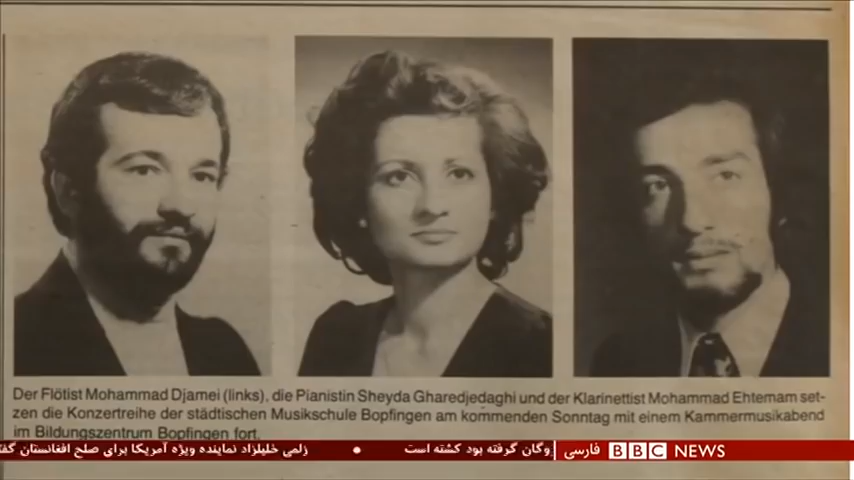 Der Flötist Mohammad Djamei (links), die Pianistin Sheyda Gharedjedaghi und der Klarinettist Mohammad Ehtemam set-
zen die Konzertreihe der städtischen Musikschule Bopfingen am kommenden Sonntag mit einem Kammermusikabend
im Bildungszentrum Bopfingen fort.
وگان گرفته بود کشته است • زلمی خلیلزاد نماینده ویژه آمریکا برای صلح افغانستان
BBC NEWS فارسی